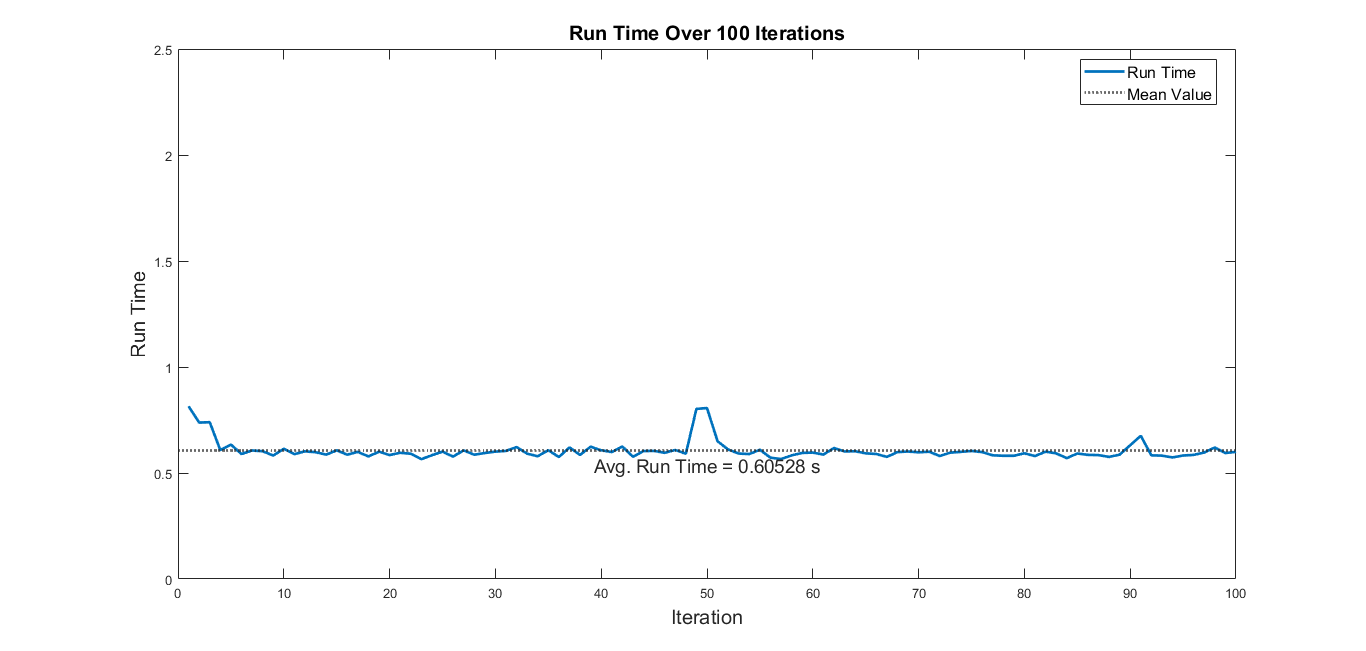 Run Time Over 100 Iterations
Run Time
Mean Value
2.5
2
1.5
1
0.5
0
Run Time
Avg. Run Time = 0.60528 s
0 10 20 30 40 50 60 70 80 90 100
Iteration